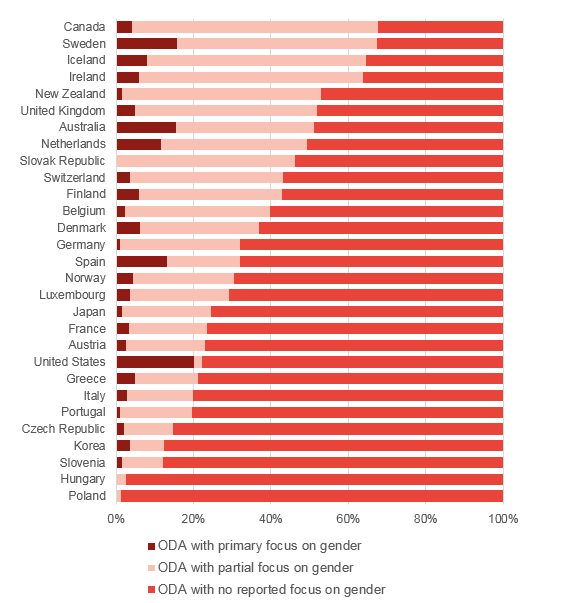 Canada
Sweden
Iceland
Ireland
New Zealand
United Kingdom
Australia
Netherlands
Slovak Republic
Switzerland
Finland
Belgium
Denmark
Germany
Spain
Norway
Luxembourg
Japan
France
Austria
United States
Greece
Italy
Portugal
Czech Republic
Korea
Slovenia
Hungary
Poland
0% 20% 40% 60% 80% 100%
ODA with primary focus on gender
ODA with partial focus on gender
ODA with no reported focus on gender